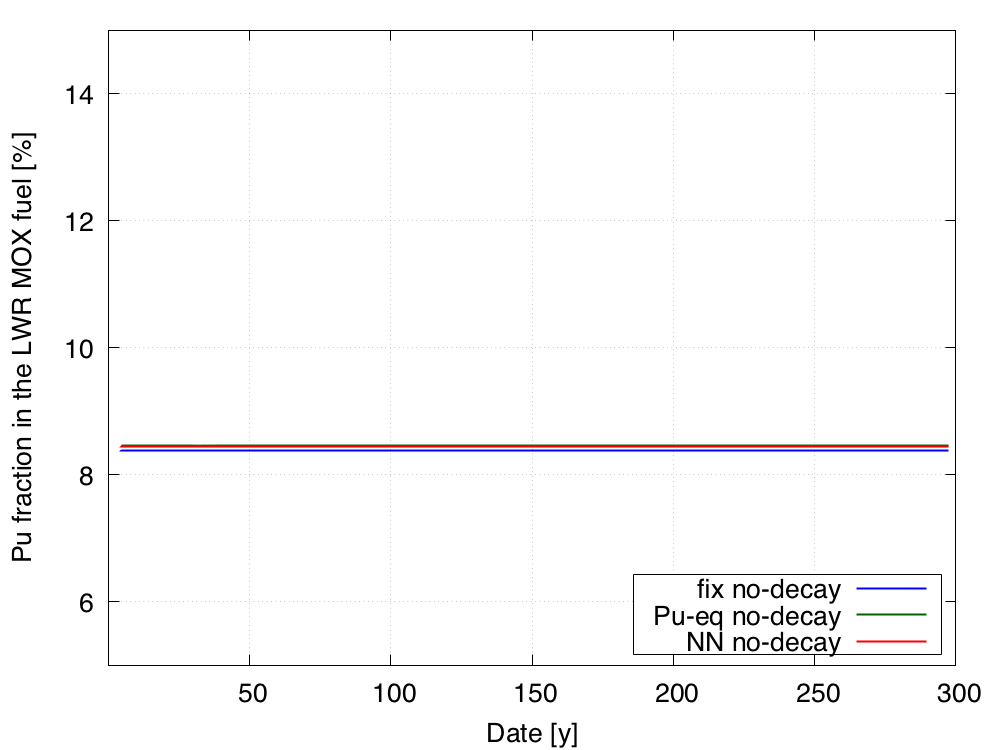 Pu fraction in the LWR MOX fuel [%]
14
12
10
8
6
fix no-decay
Pu-eq no-decay
NN no-decay
50
100
150
200
250
300
Date [y]